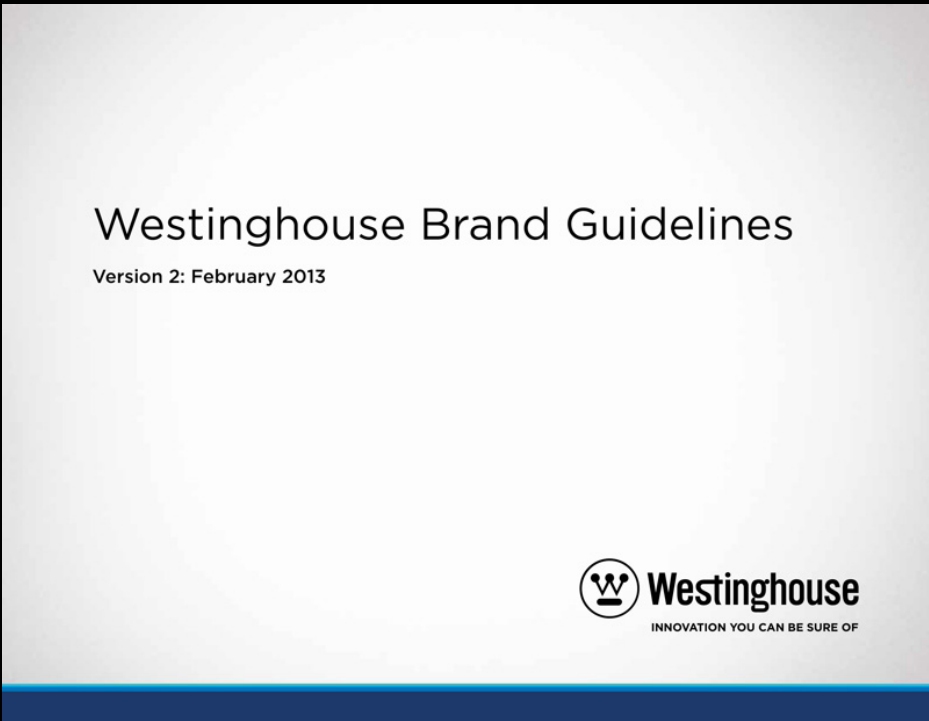 Westinghouse Brand Guidelines
Version 2: February 2013
W Westinghouse
INNOVATION YOU CAN BE SURE OF